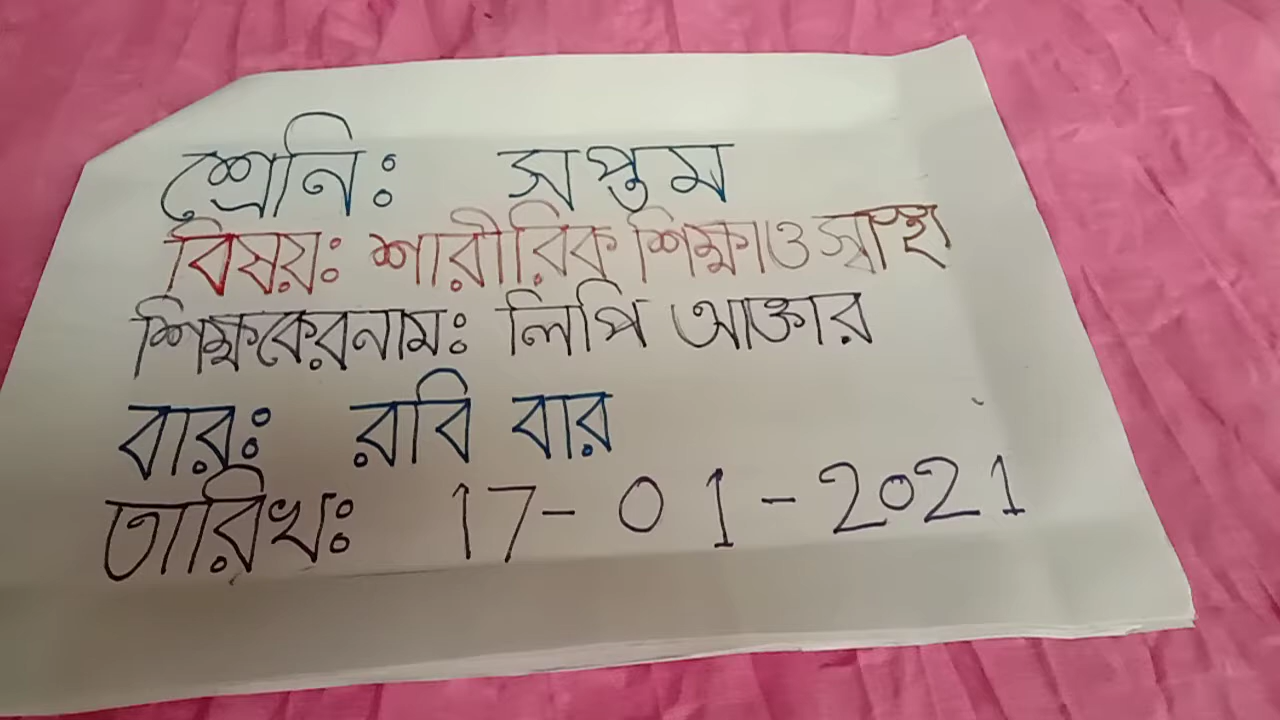 শ্রেনিঃ সপ্তম
বিষয়ঃ শারীরিক শিক্ষা ও স্বাস্থ্য
শিক্ষকের নামঃ লিপি আক্তার
বারঃ রবি বার
তারিখঃ 17-01-2021